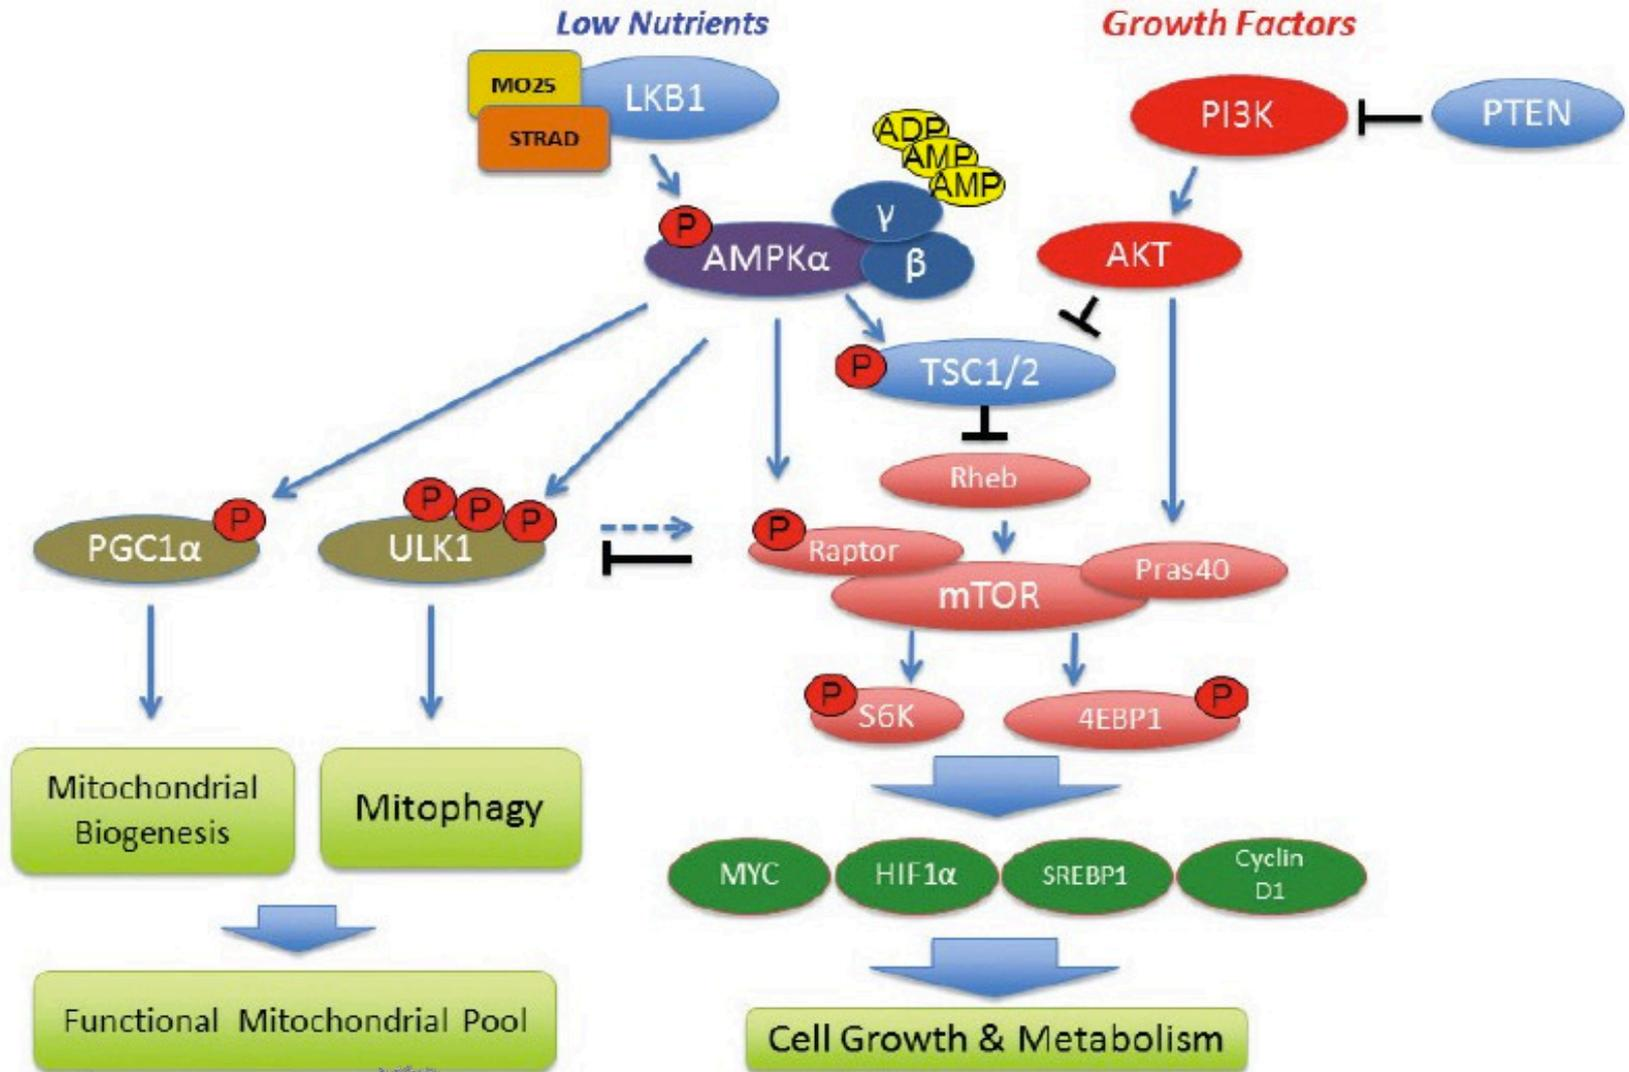 Low Nutrients
Growth Factors
MO25
LKB1
STRAD
PI3K
PTEN
ADP
AMP
AMP
γ
P
AMPKα
β
AKT
P
TSC1/2
Rheb
P
P
P
P
P
PGC1α
ULK1
Raptor
Pras40
mTOR
P
S6K
4EBP1
P
Mitochondrial
Biogenesis
Mitophagy
MYC
HIF1α
SREBP1
Cyclin
D1
Functional Mitochondrial Pool
Cell Growth & Metabolism